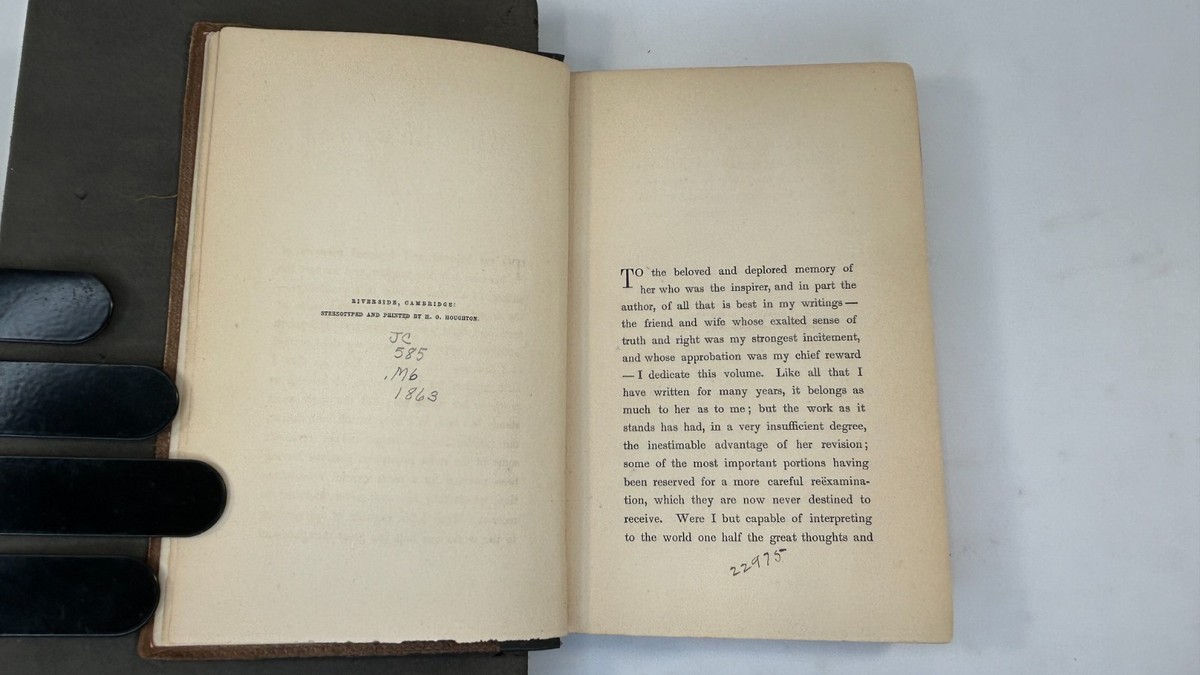 RIVERSIDE, CAMBRIDGE:
STEREOTYPED AND PRINTED BY H. O. HOUGHTON.
JC
585
.M6
1863
TO the beloved and deplored memory of
her who was the inspirer, and in part the
author, of all that is best in my writings —
the friend and wife whose exalted sense of
truth and right was my strongest incitement,
and whose approbation was my chief reward
— I dedicate this volume. Like all that I
have written for many years, it belongs as
much to her as to me; but the work as it
stands has had, in a very insufficient degree,
the inestimable advantage of her revision;
some of the most important portions having
been reserved for a more careful reëxamina-
tion, which they are now never destined to
receive. Were I but capable of interpreting
to the world one half the great thoughts and
22975